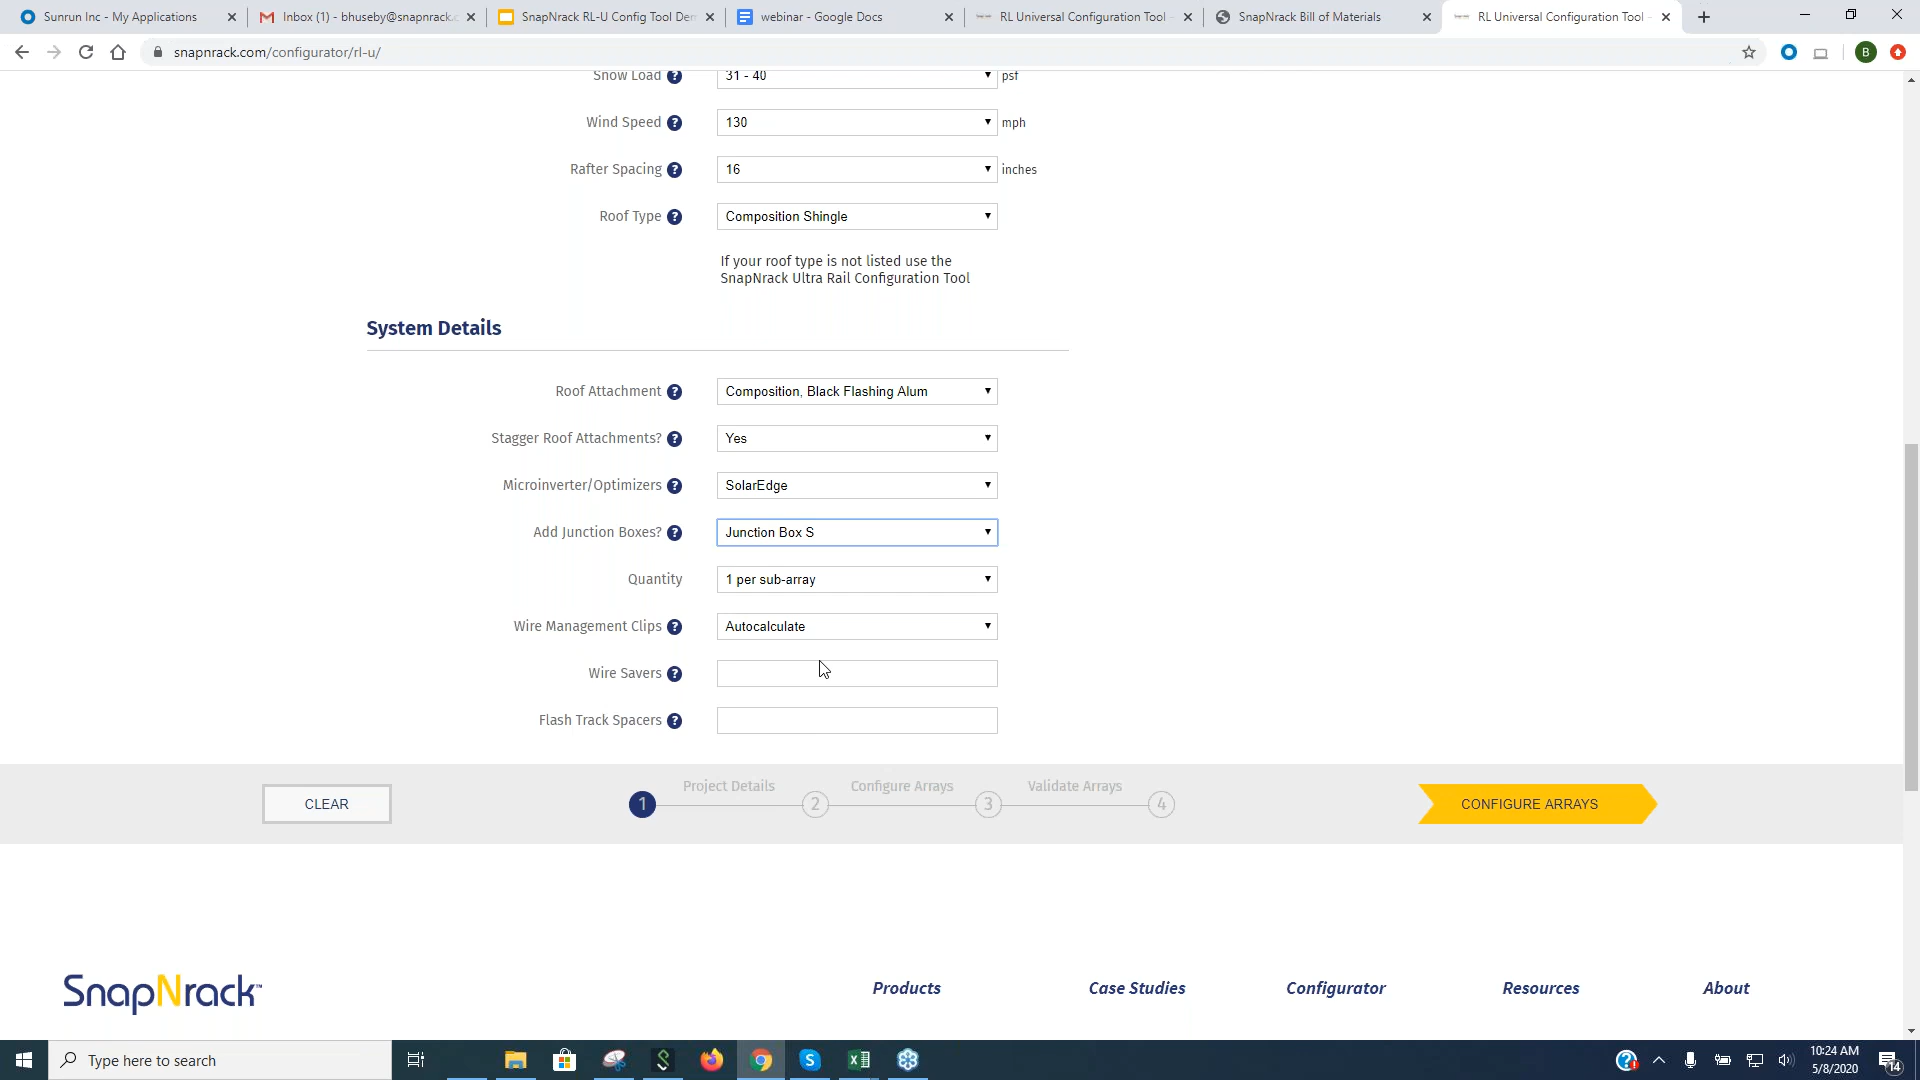 Sunrun Inc - My Applications
Inbox (1) - bhuseby@snapnrack.c
SnapNrack RL-U Config Tool Den
webinar - Google Docs
RL Universal Configuration Tool -
SnapNrack Bill of Materials
RL Universal Configuration Tool -
snapnrack.com/configurator/rl-u/
B
Snow Load ? 31 - 40 psf
Wind Speed ? 130 mph
Rafter Spacing ? 16 inches
Roof Type ? Composition Shingle
If your roof type is not listed use the
SnapNrack Ultra Rail Configuration Tool
System Details
Roof Attachment ? Composition, Black Flashing Alum
Stagger Roof Attachments? ? Yes
Microinverter/Optimizers ? SolarEdge
Add Junction Boxes? ? Junction Box S
Quantity 1 per sub-array
Wire Management Clips ? Autocalculate
Wire Savers ?
Flash Track Spacers ?
CLEAR
Project Details
Configure Arrays
Validate Arrays
1
2
3
4
CONFIGURE ARRAYS
SnapNrack™
Products
Case Studies
Configurator
Resources
About
Type here to search
10:24 AM
5/8/2020
14